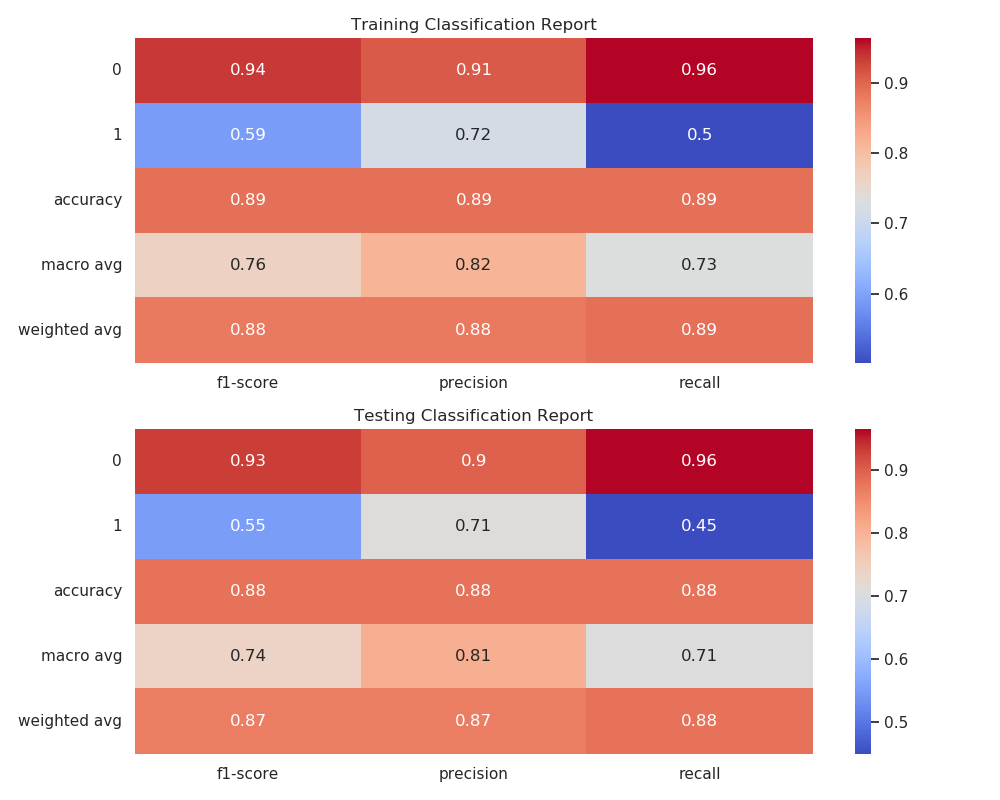 Training Classification Report
0 0.94 0.91 0.96
1 0.59 0.72 0.5
accuracy 0.89 0.89 0.89
macro avg 0.76 0.82 0.73
weighted avg 0.88 0.88 0.89
f1-score precision recall
0.9
0.8
0.7
0.6
Testing Classification Report
0 0.93 0.9 0.96
1 0.55 0.71 0.45
accuracy 0.88 0.88 0.88
macro avg 0.74 0.81 0.71
weighted avg 0.87 0.87 0.88
f1-score precision recall
0.9
0.8
0.7
0.6
0.5